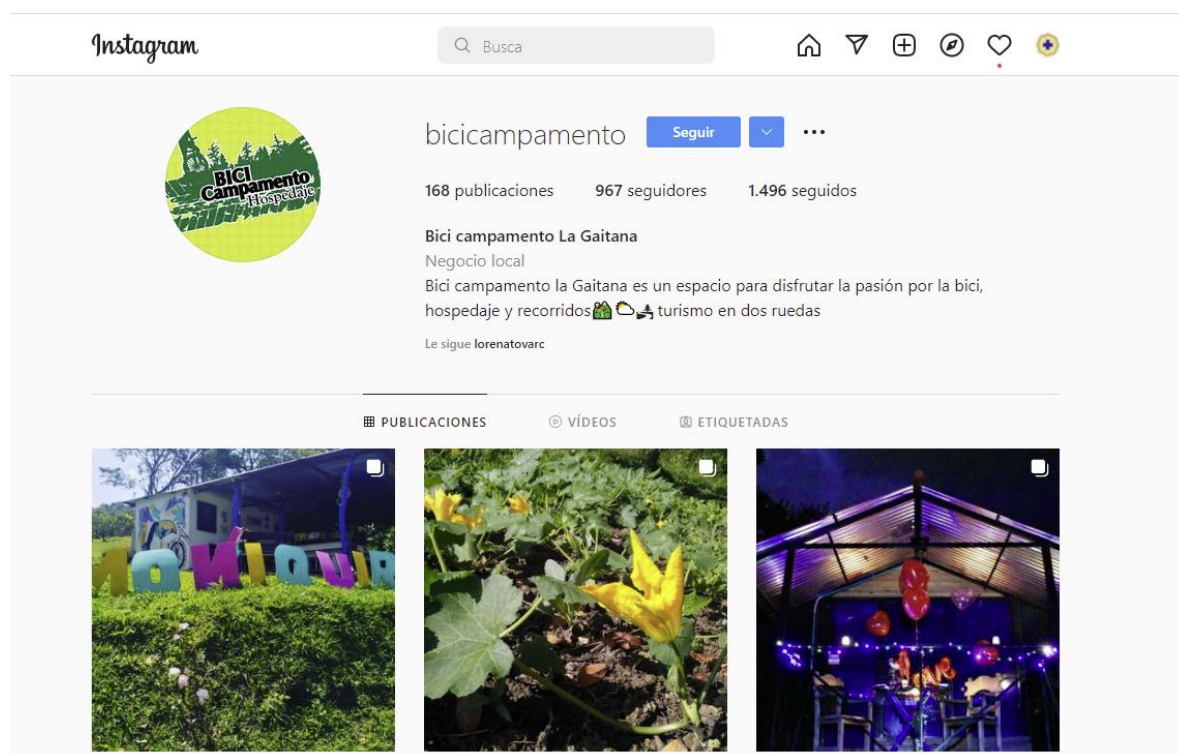 Instagram
Busca
BICI
Campamento
Hospedaje
bicicampamento
Seguir
168 publicaciones 967 seguidores 1.496 seguidos
Bici campamento La Gaitana
Negocio local
Bici campamento la Gaitana es un espacio para disfrutar la pasión por la bici,
hospedaje y recorridos🏞️🌥️🏞️ turismo en dos ruedas
Le sigue lorenatovarc
PUBLICACIONES VÍDEOS ETIQUETADAS
MONIQUIR
love